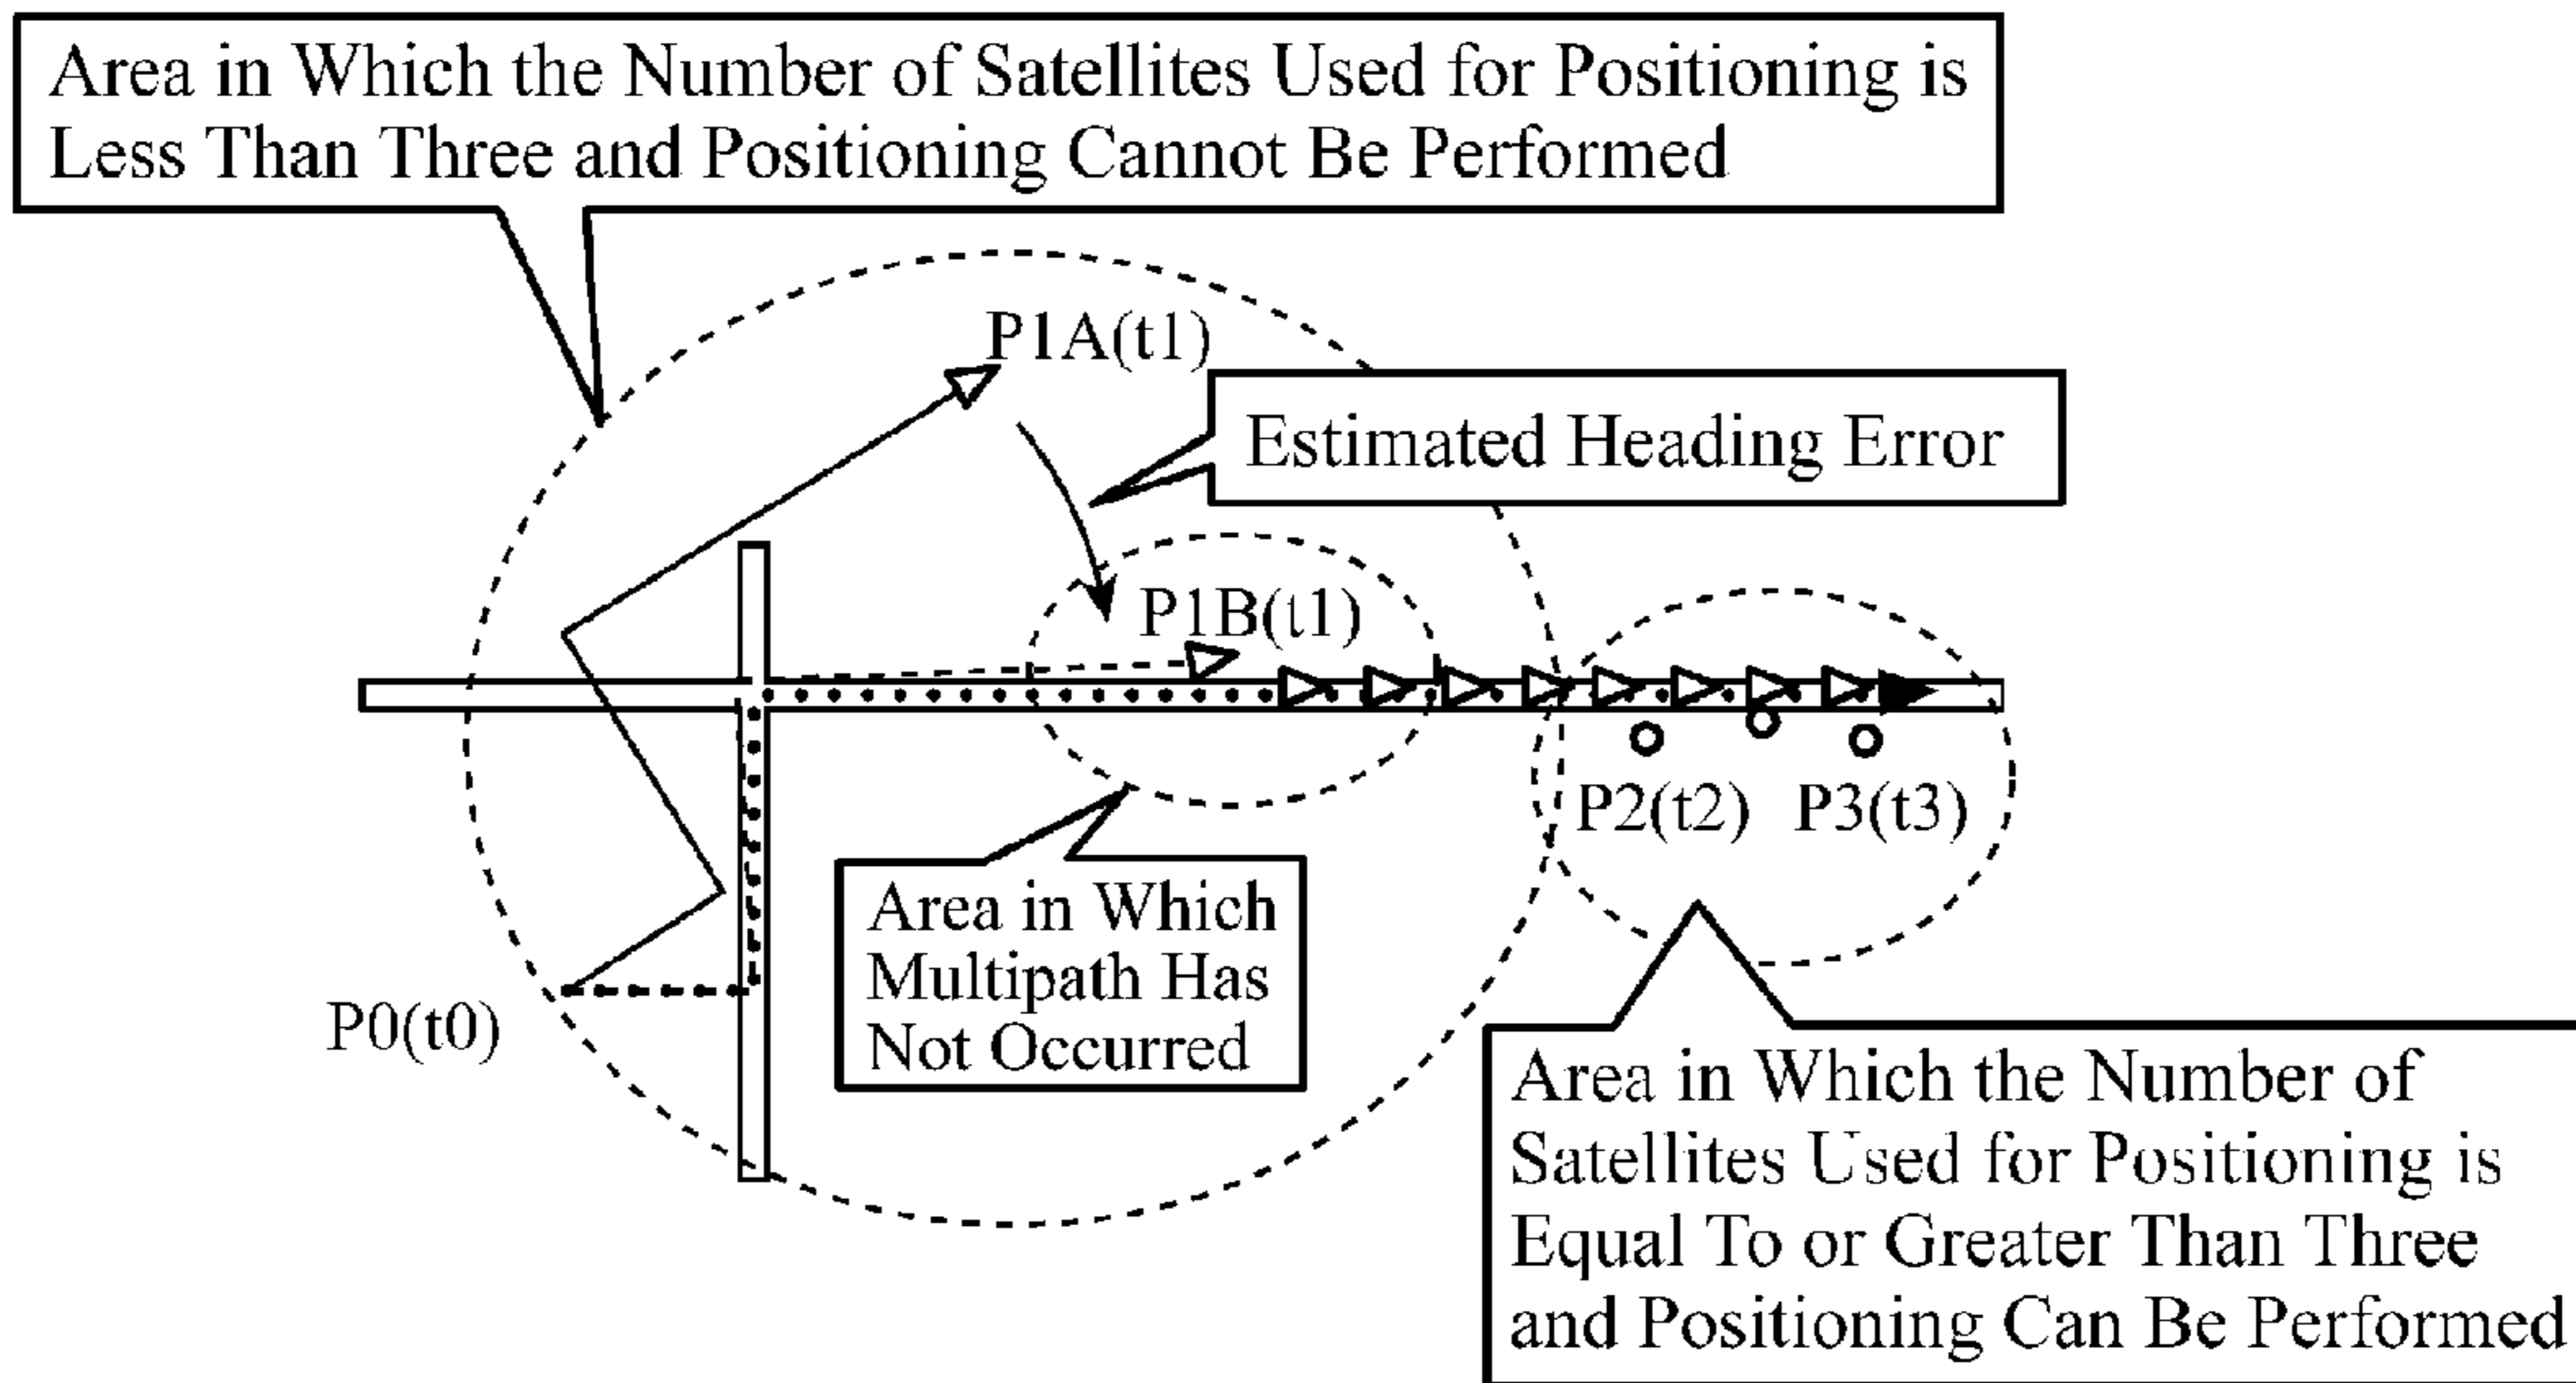 Area in Which the Number of Satellites Used for Positioning is
Less Than Three and Positioning Cannot Be Performed
P1A(t1)
Estimated Heading Error
P1B(t1)
P2(t2)
P3(t3)
Area in Which
Multipath Has
Not Occurred
P0(t0)
Area in Which the Number of
Satellites Used for Positioning is
Equal To or Greater Than Three
and Positioning Can Be Performed